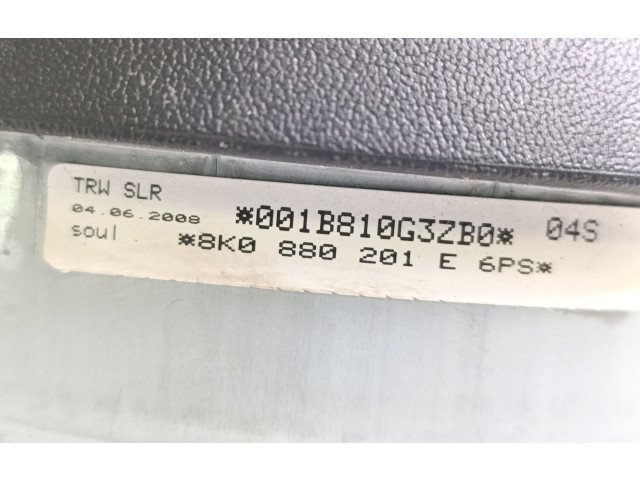 TRW SLR
04.06.2008 *001B810G3ZB0* 04S
soul *8K0 880 201 E 6PS*